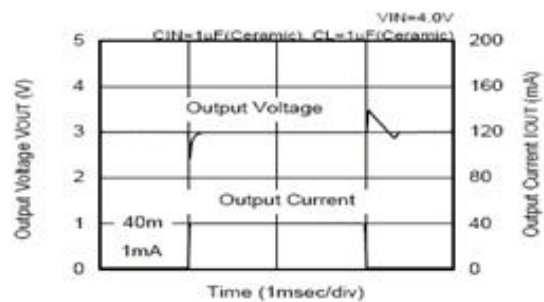 VIN=4.0V
CIN=1uF(Ceramic), CL=1uF(Ceramic)
Output Voltage VOUT (V)
5
4
3
2
1
0
Output Voltage
Output Current
40m
1mA
200
160
120
80
40
0
Output Current IOUT (mA)
Time (1msec/div)